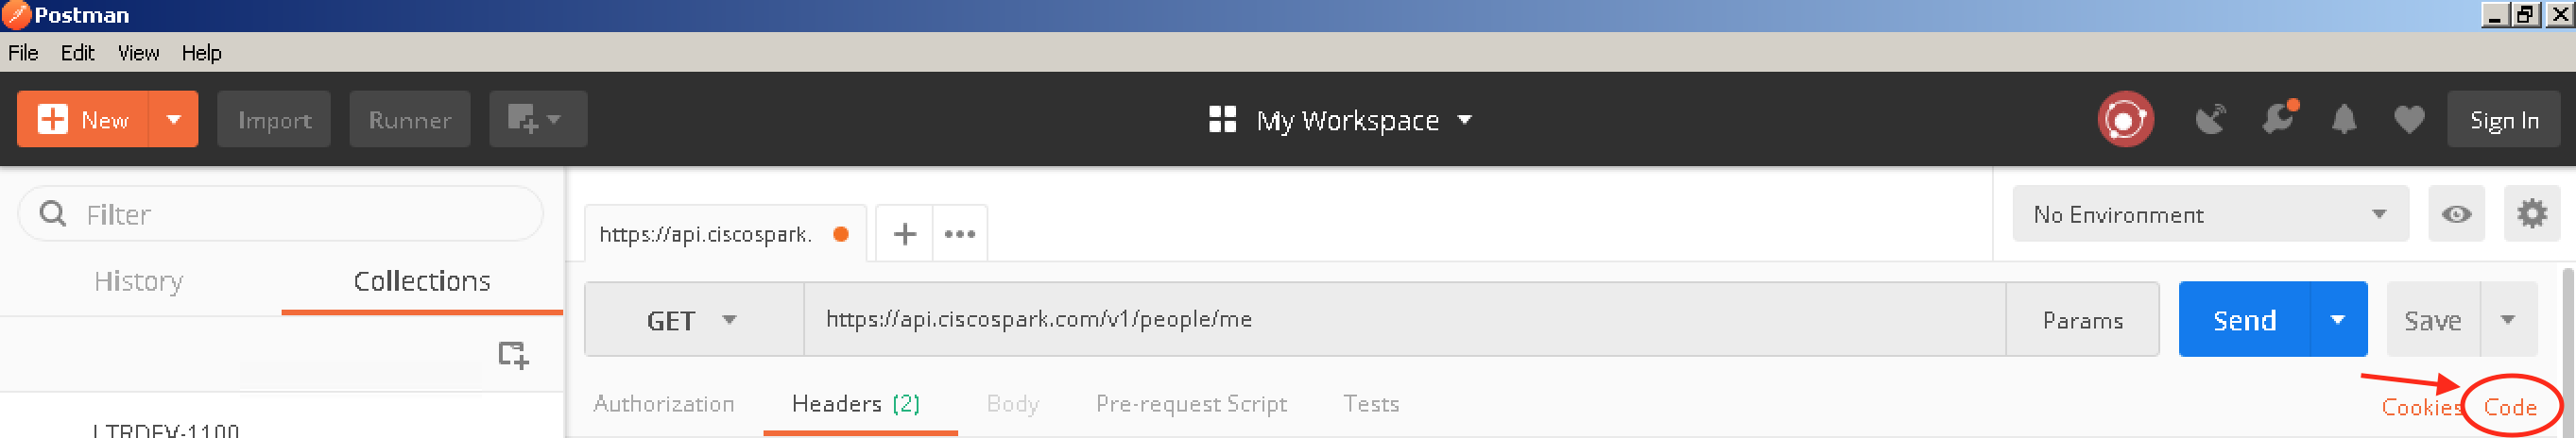 Postman
File Edit View Help
New Import Runner My Workspace Sign In
Filter
No Environment
https://api.ciscospark.
History Collections
GET https://api.ciscospark.com/v1/people/me Params Send Save
Authorization Headers (2) Body Pre-request Script Tests Cookies Code
LTRDEV-1100